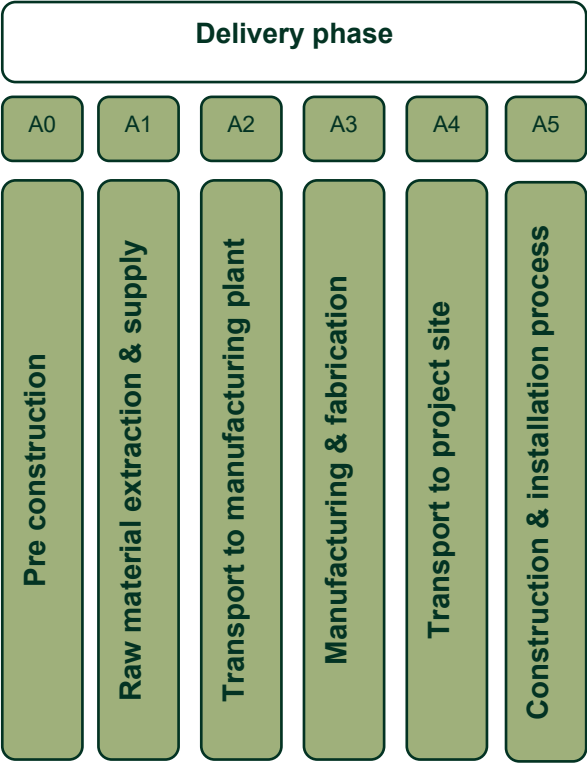 Delivery phase
A0
A1
A2
A3
A4
A5
Pre construction
Raw material extraction & supply
Transport to manufacturing plant
Manufacturing & fabrication
Transport to project site
Construction & installation process